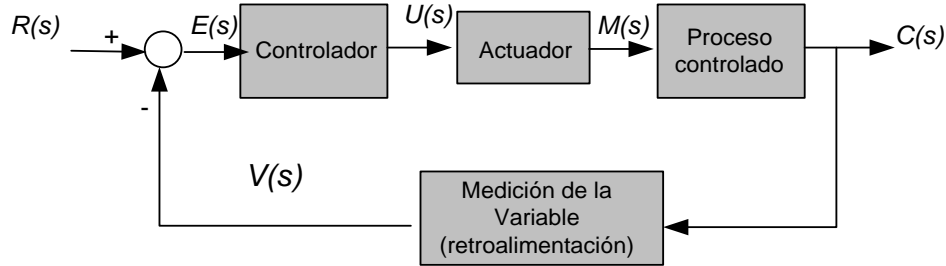 R(s)
+
E(s)
Controlador
U(s)
Actuador
M(s)
Proceso
controlado
C(s)
-
V(s)
Medición de la
Variable
(retroalimentación)